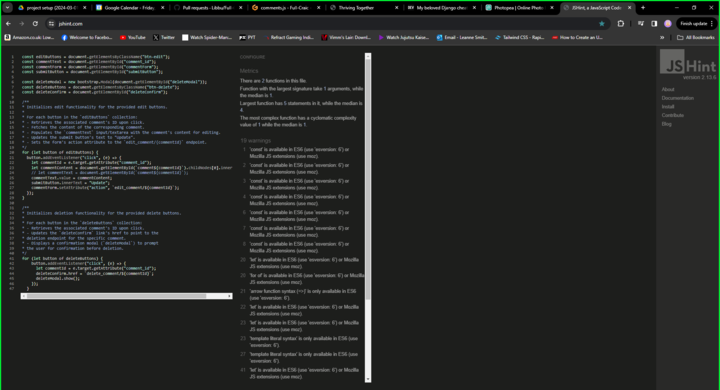 project setup (2024-03-0
Google Calendar - Friday,
Pull requests - Lilsbu/Full-
comments.js - Full-Coer
Thriving Together
My beloved Django chee
Photopea | Online Phot
JSHint, a JavaScript Cod
jshint.com
Finish update
Amazon.co.uk-Low
Welcome to Facebook
YouTube
Twitter
Watch Spider-Man:
PYT
Refract Gaming Indi
Vinnie's Lair: Downl
Watch Jujutsu Kaise
Email - Leanne Smit
Tailwind CSS - Rapi
How to Create an U
All Bookmarks
const editButtons = document.getElementsByClassName("btn-edit");
const commentText = document.getElementById("comment_id");
const commentForm = document.getElementById("commentForm");
const submitButton = document.getElementById("submitButton");
const deleteModal = new bootstrap.Modal(document.getElementById("deleteModal"));
const deleteButtons = document.getElementsByClassName("btn-delete");
const deleteConfirm = document.getElementById("deleteConfirm");
/**
* Initializes edit functionality for the provided edit buttons.
*
* For each button in the `editButtons` collection:
* - Retrieves the associated comment's ID upon click.
* - Fetches the content of the corresponding comment.
* - Populates the `commentText` input/textarea with the comment's content for editing.
* - Updates the submit button's text to "Update".
* - Sets the form's action attribute to the `edit_comment/{commentId}` endpoint.
*/
for (let button of editButtons) {
button.addEventListener("click", (e) => {
let commentId = e.target.getAttribute("comment_id");
let commentContent = document.getElementById(`comment${commentId}`).childNodes[0].inner
// let commentText = document.getElementById(`comment${commentId}`);
commentText.value = commentContent;
submitButton.innerText = "Update";
commentForm.setAttribute("action", `edit_comment/${commentId}`);
});
}
/**
* Initializes deletion functionality for the provided delete buttons.
*
* For each button in the `deleteButtons` collection:
* - Retrieves the associated comment's ID upon click.
* - Updates the `deleteConfirm` link's href to point to the
* deletion endpoint for the specific comment.
* - Displays a confirmation modal (`deleteModal`) to prompt
* the user for confirmation before deletion.
*/
for (let button of deleteButtons) {
button.addEventListener("click", (e) => {
let commentId = e.target.getAttribute("comment_id");
deleteConfirm.href = `delete_comment/${commentId}`;
deleteModal.show();
});
}
CONFIGURE
Metrics
There are 2 functions in this file.
Function with the largest signature take 1 arguments, while
the median is 1.
Largest function has 5 statements in it, while the median is
4.
The most complex function has a cyclomatic complexity
value of 1 while the median is 1.
18 warnings
1 'const' is available in ES6 (use 'esversion: 6') or
Mozilla JS extensions (use moz).
2 'const' is available in ES6 (use 'esversion: 6') or
Mozilla JS extensions (use moz).
3 'const' is available in ES6 (use 'esversion: 6') or
Mozilla JS extensions (use moz).
4 'const' is available in ES6 (use 'esversion: 6') or
Mozilla JS extensions (use moz).
6 'const' is available in ES6 (use 'esversion: 6') or
Mozilla JS extensions (use moz).
7 'const' is available in ES6 (use 'esversion: 6') or
Mozilla JS extensions (use moz).
8 'const' is available in ES6 (use 'esversion: 6') or
Mozilla JS extensions (use moz).
20 'let' is available in ES6 (use 'esversion: 6') or Mozilla
JS extensions (use moz).
20 'for of' is available in ES6 (use 'esversion: 6') or
Mozilla JS extensions (use moz).
21 'arrow function syntax (=>)' is only available in ES6
(use 'esversion: 6').
22 'let' is available in ES6 (use 'esversion: 6') or Mozilla
JS extensions (use moz).
23 'let' is available in ES6 (use 'esversion: 6') or Mozilla
JS extensions (use moz).
23 'template literal syntax' is only available in ES6 (use
'esversion: 6').
27 'template literal syntax' is only available in ES6 (use
'esversion: 6').
41 'let' is available in ES6 (use 'esversion: 6') or Mozilla
JS extensions (use moz).
JSHint
version 2.13.6
About
Documentation
Install
Contribute
Blog